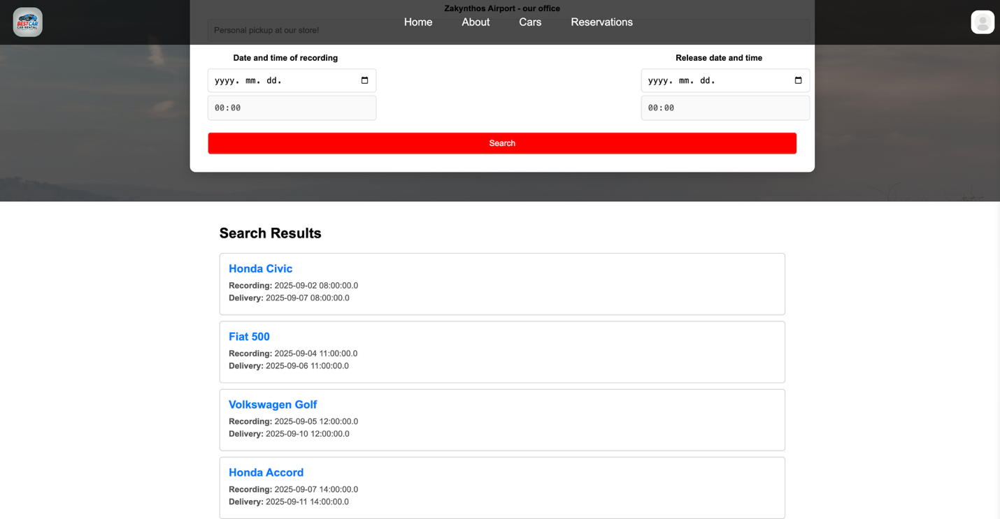 Zakynthos Airport - our office
BESTCAR
CAR RENTAL
Home About Cars Reservations
Personal pickup at our store!
Date and time of recording Release date and time
yyyy. mm. dd. yyyy. mm. dd.
00:00 00:00
Search
Search Results
Honda Civic
Recording: 2025-09-02 08:00:00.0
Delivery: 2025-09-07 08:00:00.0
Fiat 500
Recording: 2025-09-04 11:00:00.0
Delivery: 2025-09-06 11:00:00.0
Volkswagen Golf
Recording: 2025-09-05 12:00:00.0
Delivery: 2025-09-10 12:00:00.0
Honda Accord
Recording: 2025-09-07 14:00:00.0
Delivery: 2025-09-11 14:00:00.0